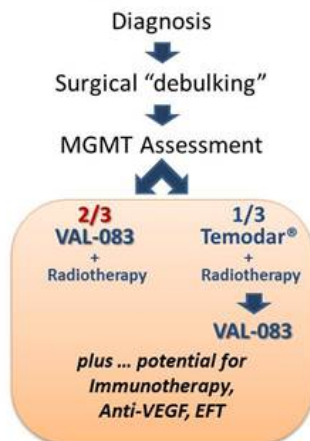 Diagnosis
Surgical “debulking”
MGMT Assessment
2/3
VAL-083
+
Radiotherapy
1/3
Temodar®
+
Radiotherapy
VAL-083
plus ... potential for
Immunotherapy,
Anti-VEGF, EFT